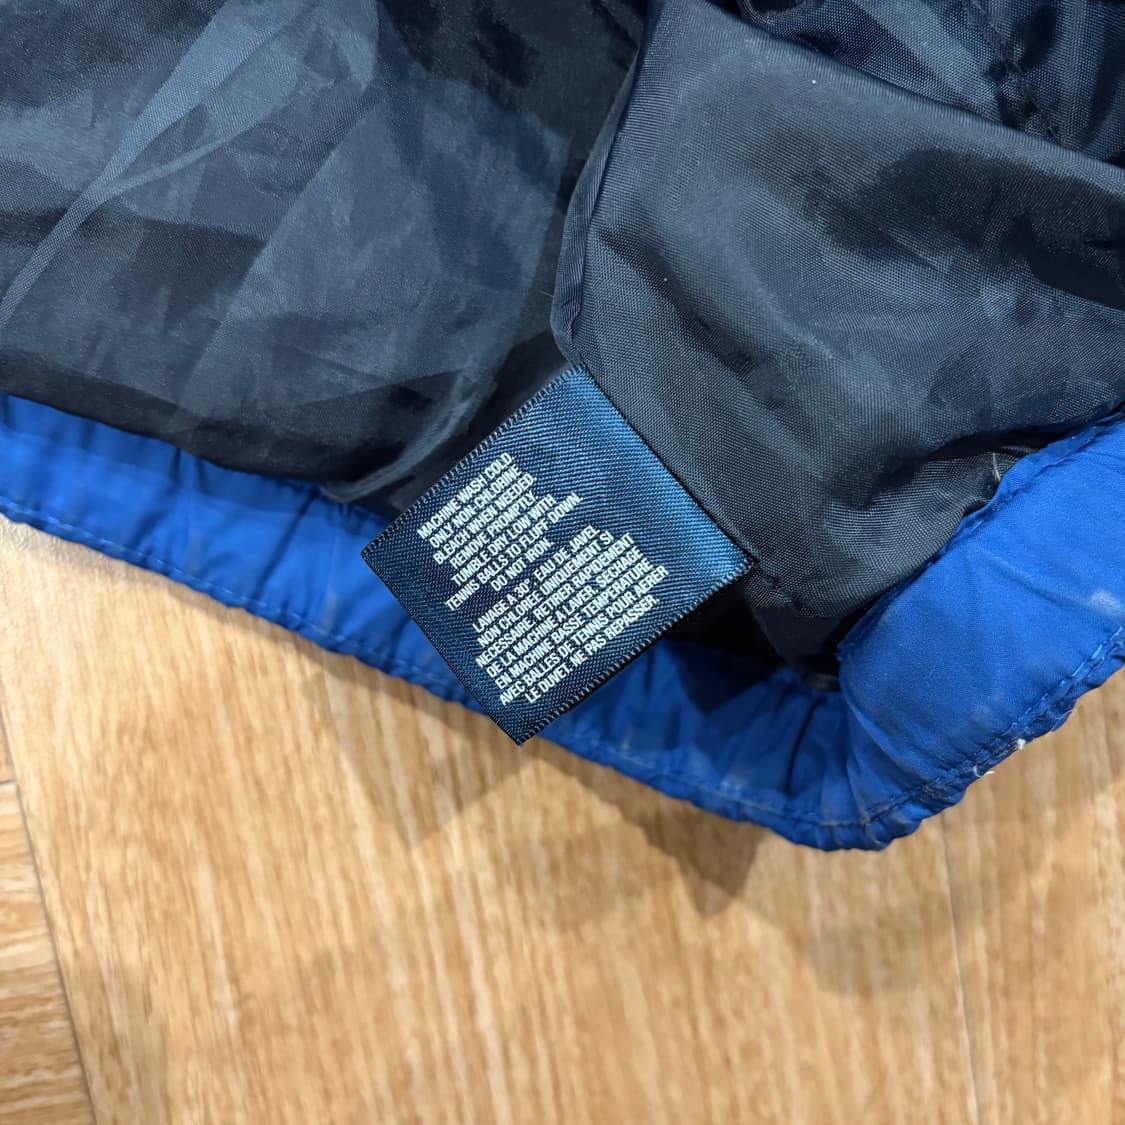 MACHINE WASH COLD
ONLY NON-CHLORINE
BLEACH WHEN NEEDED
REMOVE PROMPTLY
TUMBLE DRY LOW WITH
TENNIS BALLS TO FLUFF DOWN.
DO NOT IRON.
LAVAGE A 30°. EAU DE JAVEL
NON CHLOREE UNIQUEMENT SI
NECESSAIRE. RETIRER RAPIDEMENT
DE LA MACHINE A LAVER. SECHAGE
EN MACHINE BASSE TEMPERATURE
AVEC BALLES DE TENNIS POUR AERER
LE DUVET. NE PAS REPASSER